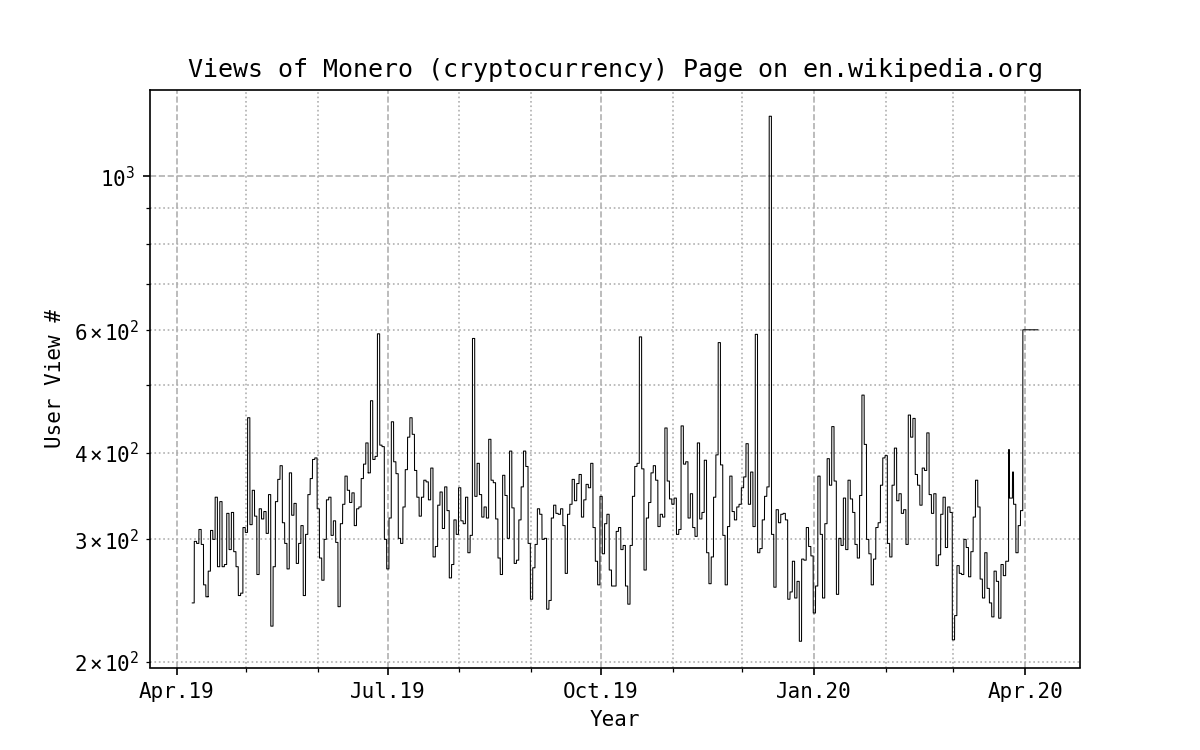 Views of Monero (cryptocurrency) Page on en.wikipedia.org
User View #
10³
6×10²
4×10²
3×10²
2×10²
Apr.19 Jul.19 Oct.19 Jan.20 Apr.20
Year